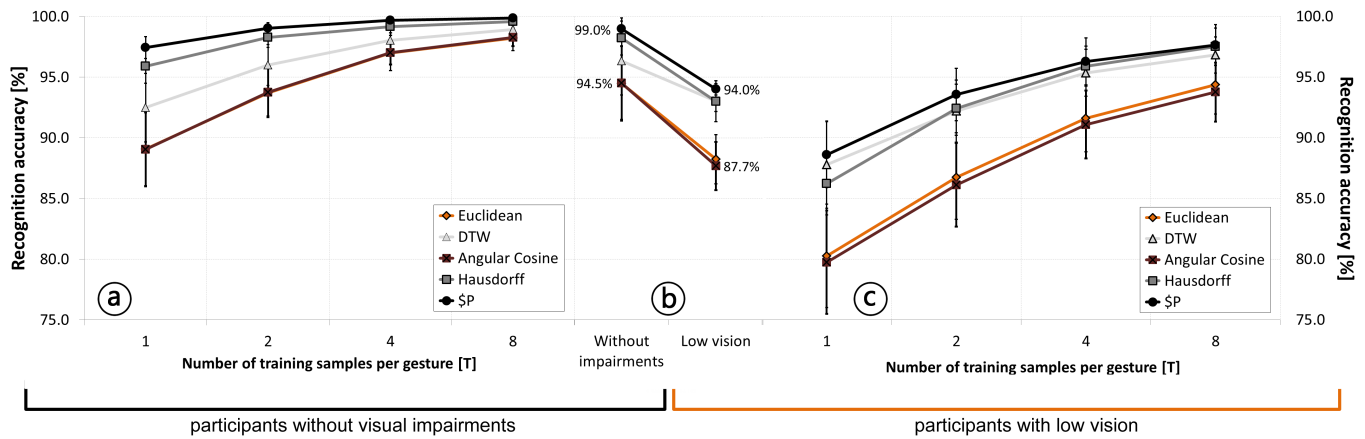 Recognition accuracy [%]
100.0
95.0
90.0
85.0
80.0
75.0
Euclidean
DTW
Angular Cosine
Hausdorff
$P
a
1 2 4 8
Number of training samples per gesture [T]
99.0%
94.5%
94.0%
87.7%
b
Without impairments
Low vision
c
Euclidean
DTW
Angular Cosine
Hausdorff
$P
1 2 4 8
Number of training samples per gesture [T]
100.0
95.0
90.0
85.0
80.0
75.0
Recognition accuracy [%]
participants without visual impairments
participants with low vision